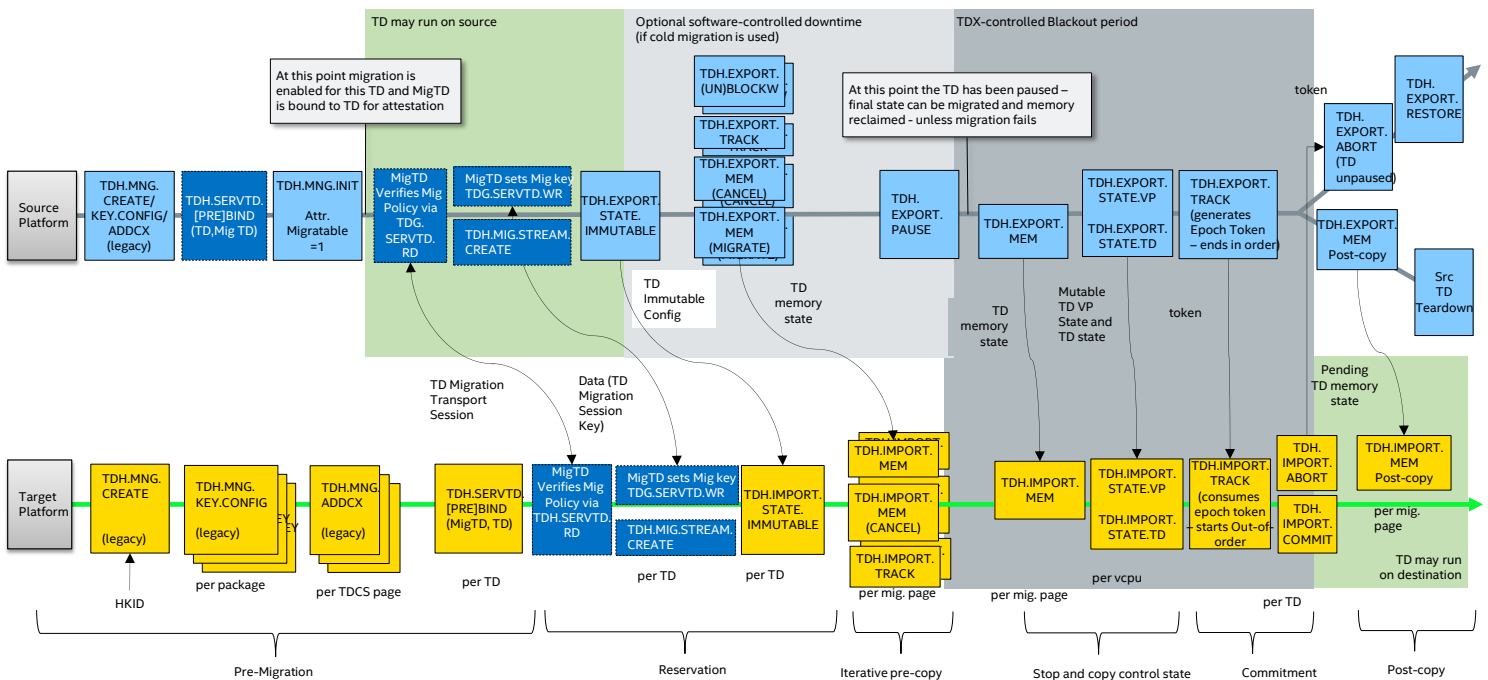 TD may run on source
Optional software-controlled downtime
(if cold migration is used)
TDX-controlled Blackout period
At this point migration is
enabled for this TD and MigTD
is bound to TD for attestation
TDH.EXPORT.
(UN)BLOCKW
TDH.EXPORT.
TRACK
TDH.EXPORT.
MEM
(CANCEL)
TDH.EXPORT.
MEM
(MIGRATE)
At this point the TD has been paused –
final state can be migrated and memory
reclaimed - unless migration fails
token
TDH.
EXPORT.
RESTORE
TDH.
EXPORT.
ABORT
(TD
unpaused)
Source
Platform
TDH.MNG.
CREATE/
KEY.CONFIG/
ADDCX
(legacy)
TDH.SERVTD.
[PRE]BIND
(TD,Mig TD)
TDH.MNG.INIT
Attr.
Migratable
=1
MigTD
Verifies Mig
Policy via
TDG.
SERVTD.
RD
MigTD sets Mig key
TDG.SERVTD.WR
TDH.MIG.STREAM.
CREATE
TDH.EXPORT.
STATE.
IMMUTABLE
TDH.
EXPORT.
PAUSE
TDH.EXPORT.
MEM
TDH.EXPORT.
STATE.VP
TDH.EXPORT.
STATE.TD
TDH.EXPORT.
TRACK
(generates
Epoch Token
– ends in order)
TDH.EXPORT.
MEM
Post-copy)
Src
TD
Teardown
TD
Immutable
Config
TD
memory
state
TD
memory
state
Mutable
TD VP
State and
TD state
token
TD Migration
Transport
Session
Data (TD
Migration
Session
Key)
Pending
TD memory
state
Target
Platform
TDH.MNG.
CREATE
(legacy)
TDH.MNG.
KEY.CONFIG
(legacy)
KEY
EY
TDH.MNG.
ADDCX
(legacy)
TDH.SERVTD.
[PRE]BIND
(MigTD, TD)
MigTD
Verifies Mig
Policy via
TDH.SERVTD.
RD
MigTD sets Mig key
TDG.SERVTD.WR
TDH.MIG.STREAM.
CREATE
TDH.IMPORT.
STATE.
IMMUTABLE
TDH.IMPORT.
TDH.IMPORT.
MEM
TDH.IMPORT.
MEM
(CANCEL)
TDH.IMPORT.
TRACK
TDH.IMPORT.
MEM
TDH.IMPORT.
STATE.VP
TDH.IMPORT.
STATE.TD
TDH.IMPORT.
TRACK
(consumes
epoch token
– starts Out-of-
order
TDH.
IMPORT.
ABORT
TDH.
IMPORT.
COMMIT
TDH.IMPORT.
MEM
Post-copy)
per mig.
page
TD may run
on destination
HKID
per package
per TDCS page
per TD
per TD
per TD
per mig. page
per mig. page
per vcpu
per TD
Pre-Migration
Reservation
Iterative pre-copy
Stop and copy control state
Commitment
Post-copy